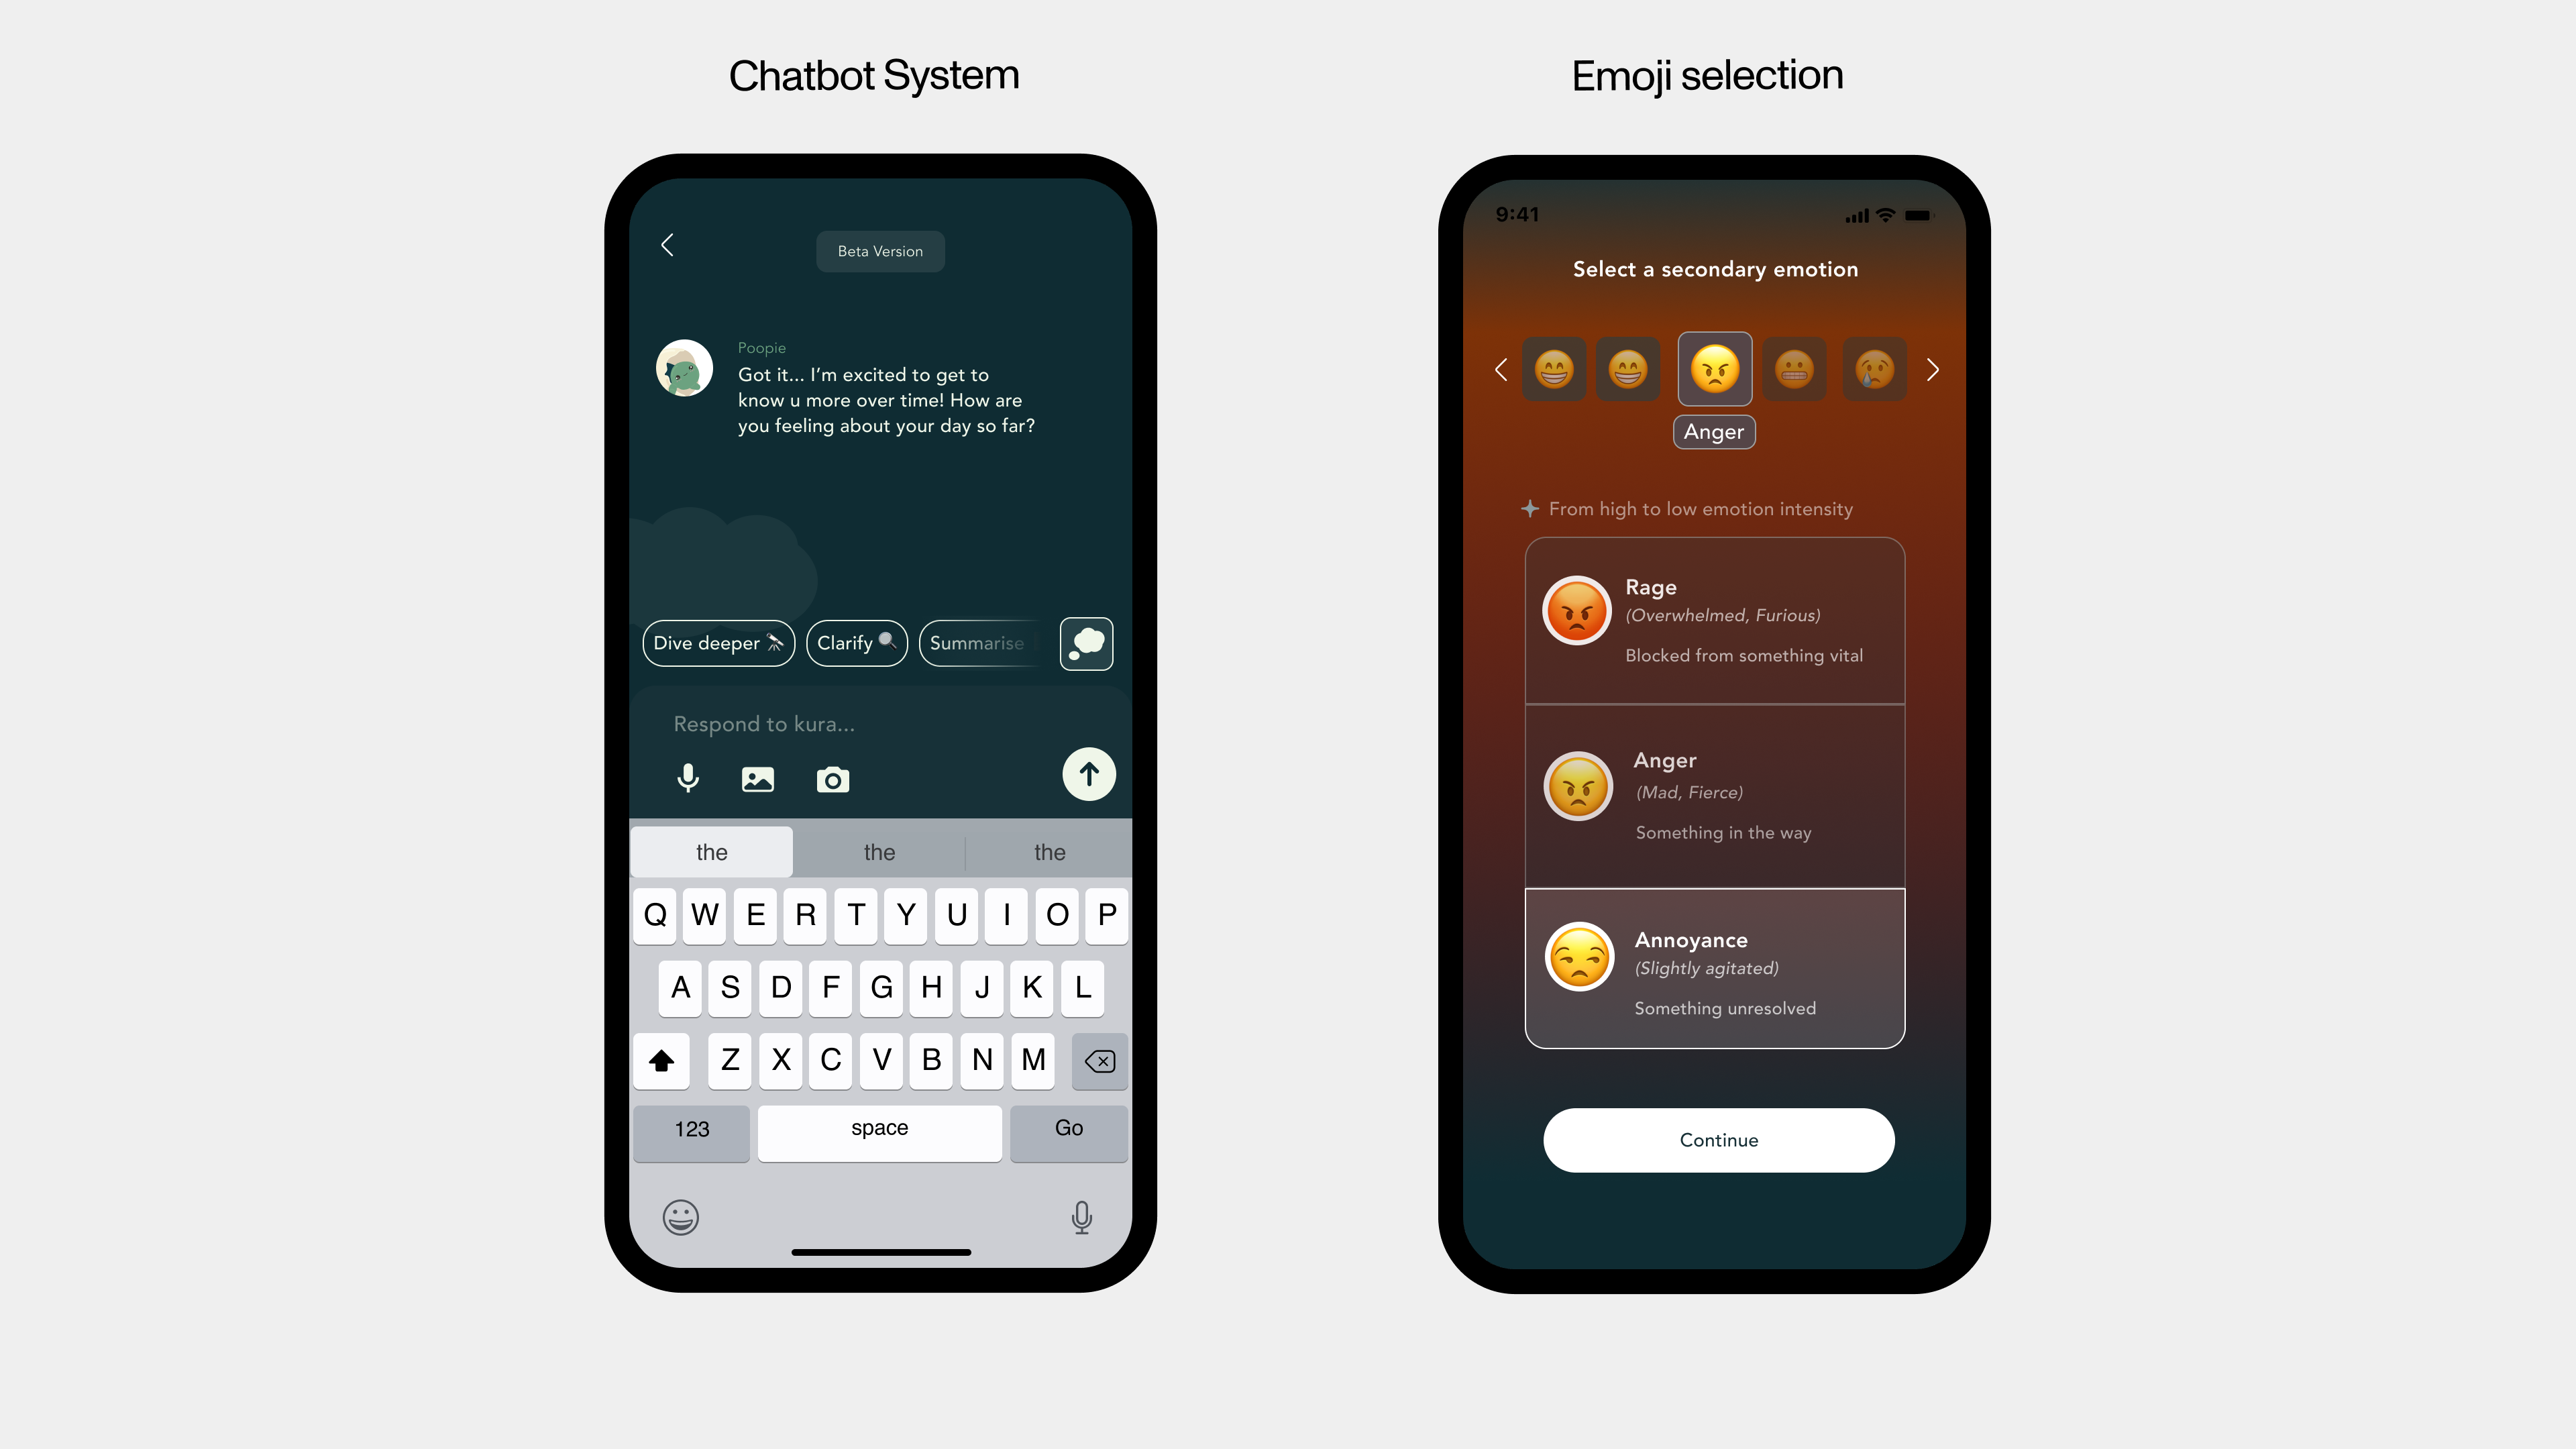 Chatbot System
Beta Version
Poopie
Got it... I'm excited to get to
know u more over time! How are
you feeling about your day so far?
Dive deeper
Clarify
Summarise
Respond to kura...
the
the
the
Q W E R T Y U I O P
A S D F G H J K L
Z X C V B N M
123
space
Go
Emoji selection
9:41
Select a secondary emotion
Anger
From high to low emotion intensity
Rage
(Overwhelmed, Furious)
Blocked from something vital
Anger
(Mad, Fierce)
Something in the way
Annoyance
(Slightly agitated)
Something unresolved
Continue